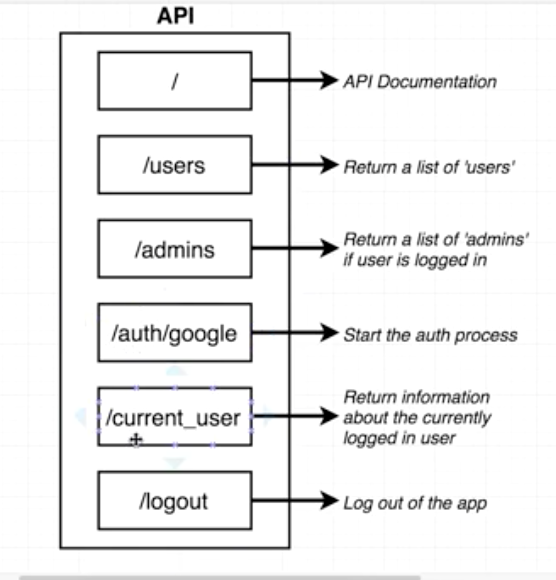 API
/
API Documentation
/users
Return a list of 'users'
/admins
Return a list of 'admins'
if user is logged in
/auth/google
Start the auth process
/current_user
Return information
about the currently
logged in user
/logout
Log out of the app